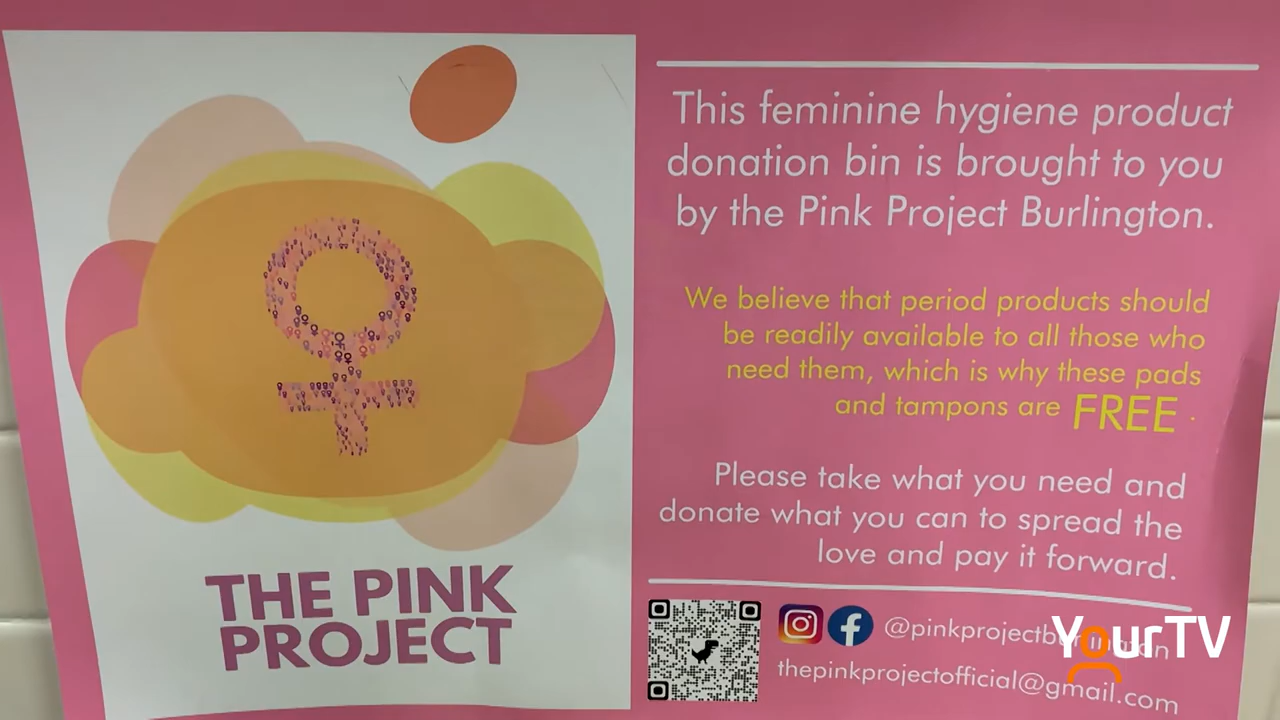 THE PINK
PROJECT
This feminine hygiene product
donation bin is brought to you
by the Pink Project Burlington.
We believe that period products should
be readily available to all those who
need them, which is why these pads
and tampons are FREE.
Please take what you need and
donate what you can to spread the
love and pay it forward.
@pinkprojectburlington
thepinkprojectofficial@gmail.com
YourTV